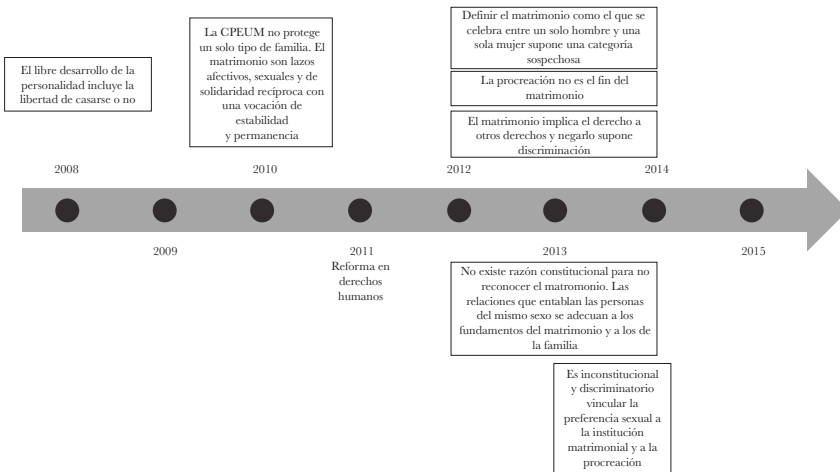 El libre desarrollo de la
personalidad incluye la
libertad de casarse o no
La CPEUM no protege
un solo tipo de familia. El
matrimonio son lazos
afectivos, sexuales y de
solidaridad recíproca con
una vocación de
estabilidad
y permanencia
Definir el matrimonio como el que se
celebra entre un solo hombre y una
sola mujer supone una categoría
sospechosa
La procreación no es el fin del
matrimonio
El matrimonio implica el derecho a
otros derechos y negarlo supone
discriminación
2008
2010
2012
2014
2009
2011
Reforma en
derechos
humanos
2013
2015
No existe razón constitucional para no
reconocer el matromonio. Las
relaciones que entablan las personas
del mismo sexo se adecuan a los
fundamentos del matrimonio y a los de
la familia
Es inconstitucional
y discriminatorio
vincular la
preferencia sexual a
la institución
matrimonial y a la
procreación